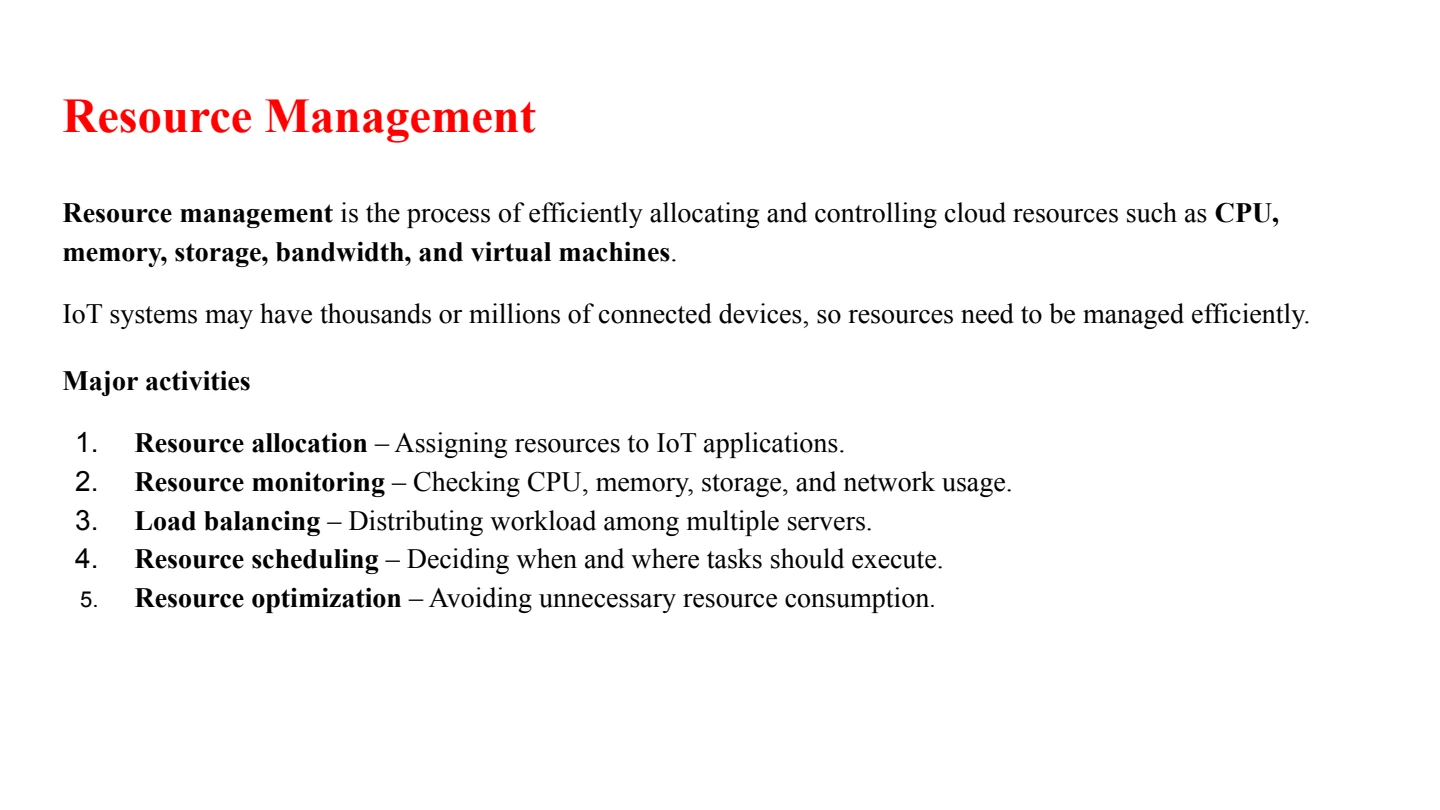 Resource Management
Resource management is the process of efficiently allocating and controlling cloud resources such as CPU,
memory, storage, bandwidth, and virtual machines.
IoT systems may have thousands or millions of connected devices, so resources need to be managed efficiently.
Major activities
1. Resource allocation – Assigning resources to IoT applications.
2. Resource monitoring – Checking CPU, memory, storage, and network usage.
3. Load balancing – Distributing workload among multiple servers.
4. Resource scheduling – Deciding when and where tasks should execute.
5. Resource optimization – Avoiding unnecessary resource consumption.